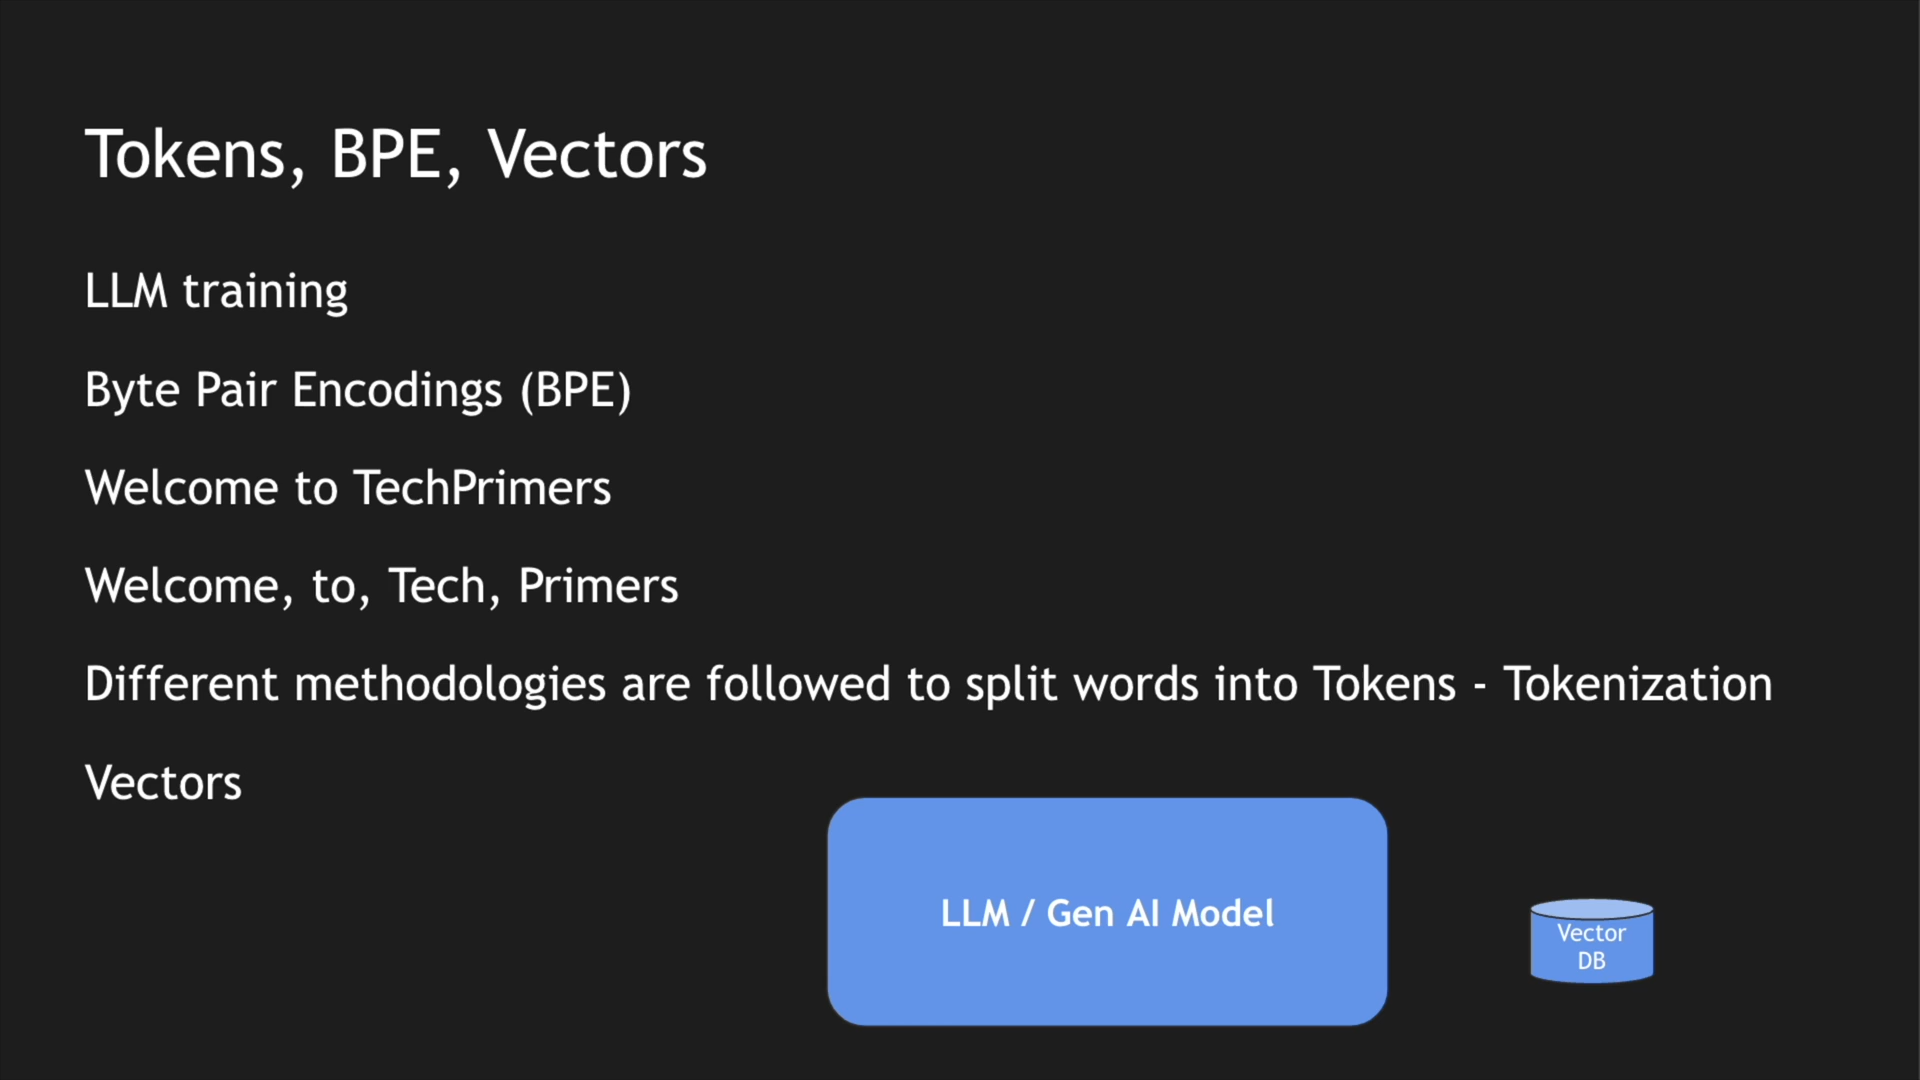 Tokens, BPE, Vectors
LLM training
Byte Pair Encodings (BPE)
Welcome to TechPrimers
Welcome, to, Tech, Primers
Different methodologies are followed to split words into Tokens - Tokenization
Vectors
LLM / Gen AI Model
Vector
DB